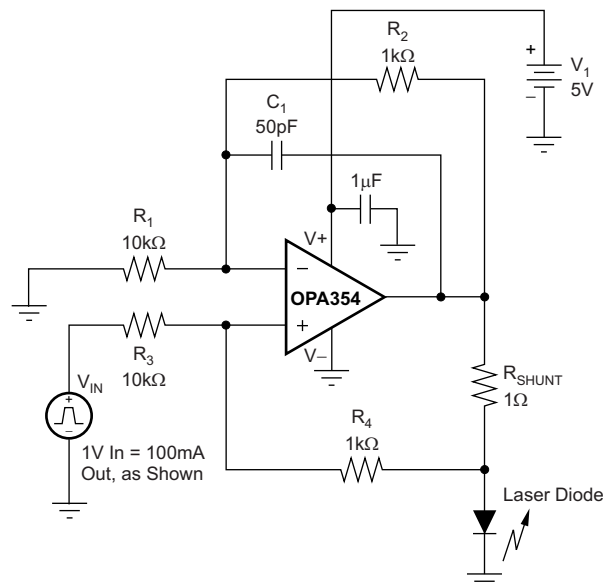 R2
1kΩ
+
V1
–
5V
C1
50pF
1μF
R1
10kΩ
V+
–
OPA354
+
V–
R3
10kΩ
VIN
+
–
1V In = 100mA
Out, as Shown
RSHUNT
1Ω
R4
1kΩ
Laser Diode